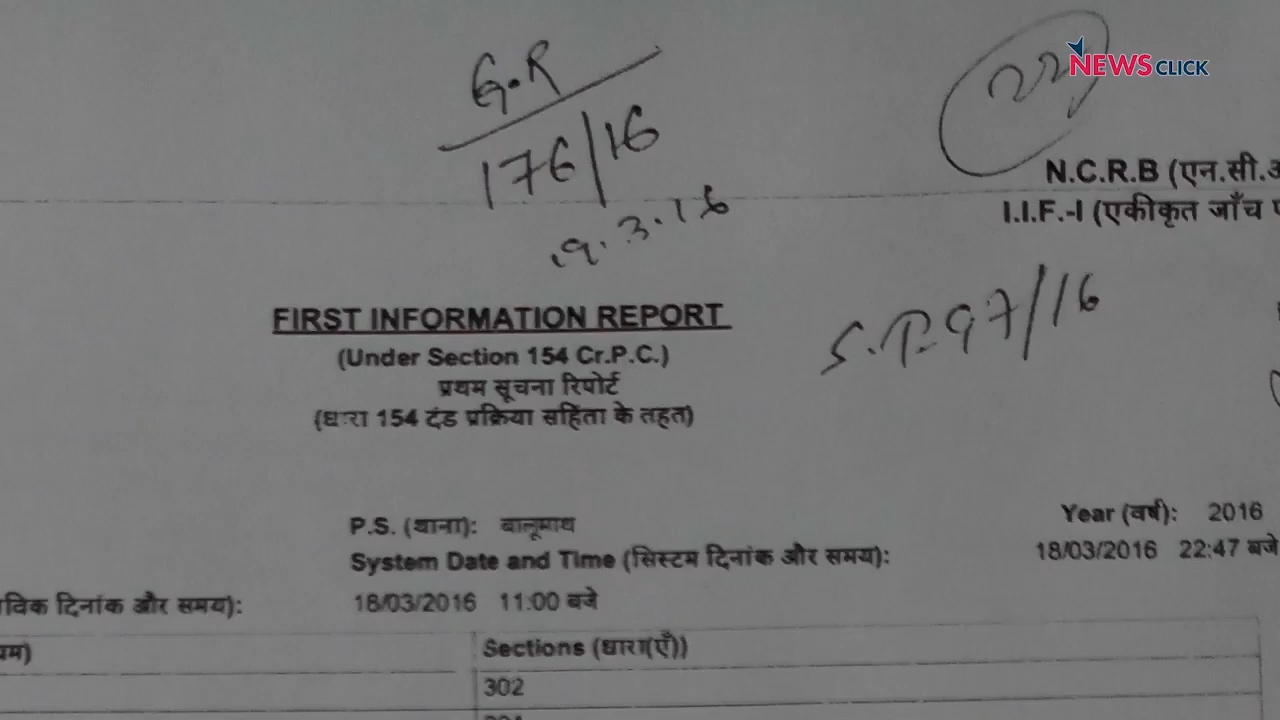 NEWSCLICK
G.R
176/16
19.3.16
N.C.R.B (एन.सी.
I.I.F.-I (एकीकृत जाँच
S.T.97/16
FIRST INFORMATION REPORT
(Under Section 154 Cr.P.C.)
प्रथम सूचना रिपोर्ट
(धारा 154 दंड प्रक्रिया सहिंता के तहत)
P.S. (थाना): बालूमाथ
Year (वर्ष): 2016
System Date and Time (सिस्टम दिनांक और समय): 18/03/2016 22:47 बजे
विक दिनांक और समय): 18/03/2016 11:00 बजे
Sections (धारा(एँ))
302